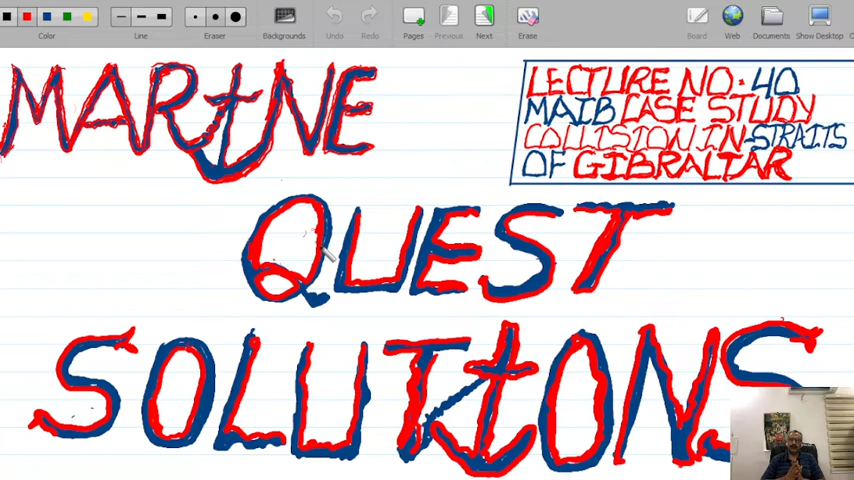 Color
Line
Eraser
Backgrounds
Undo
Redo
Pages
Previous
Next
Erase
Board
Web
Documents
Show Desktop
MARINE
QUEST
SOLUTIONS
LECTURE NO. 40
MAIB CASE STUDY
COLLISION IN STRAITS
OF GIBRALTAR